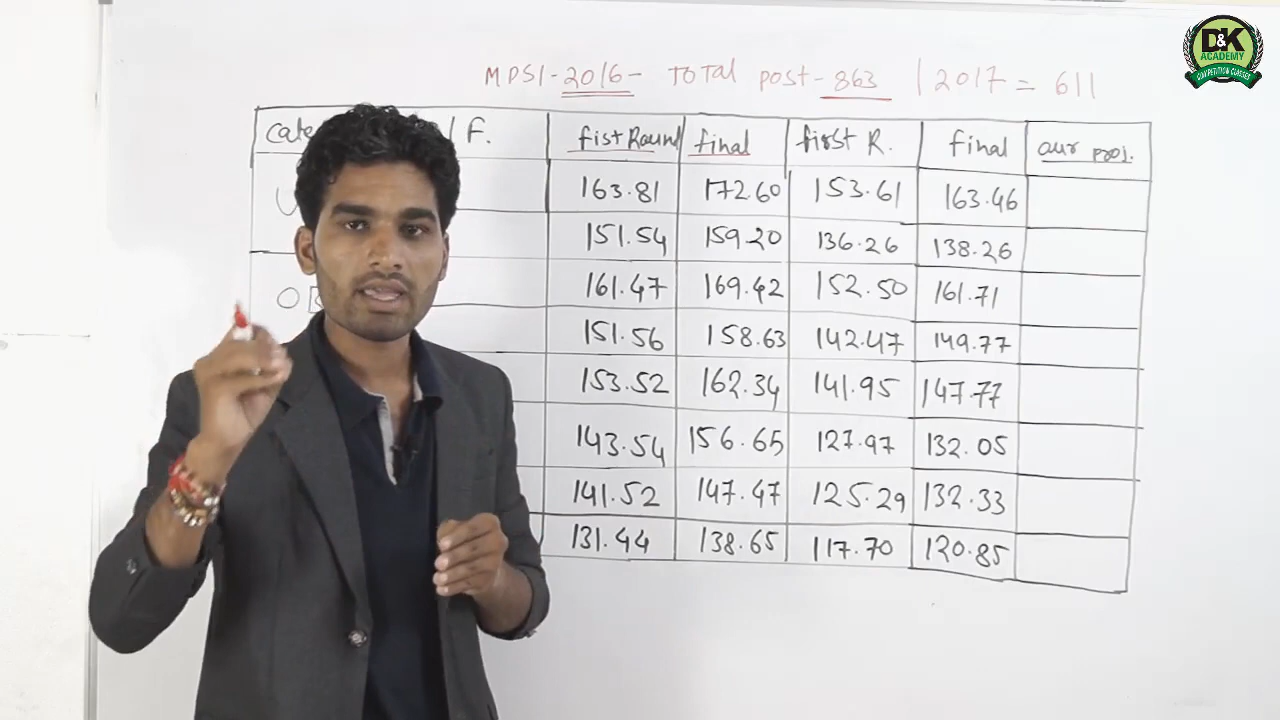 D&K
ACADEMY
COMPETITION CLASSES
MPSI-2016- TOTAL post-863 | 2017 = 611
Cate / F. fist Round final first R. final our proj.
U 163.81 172.60 153.61 163.46
151.54 159.20 136.26 138.26
OB 161.47 169.42 152.50 161.71
151.56 158.63 142.47 149.77
153.52 162.34 141.95 147.77
143.54 156.65 127.97 132.05
141.52 147.47 125.29 132.33
131.44 138.65 117.70 120.85